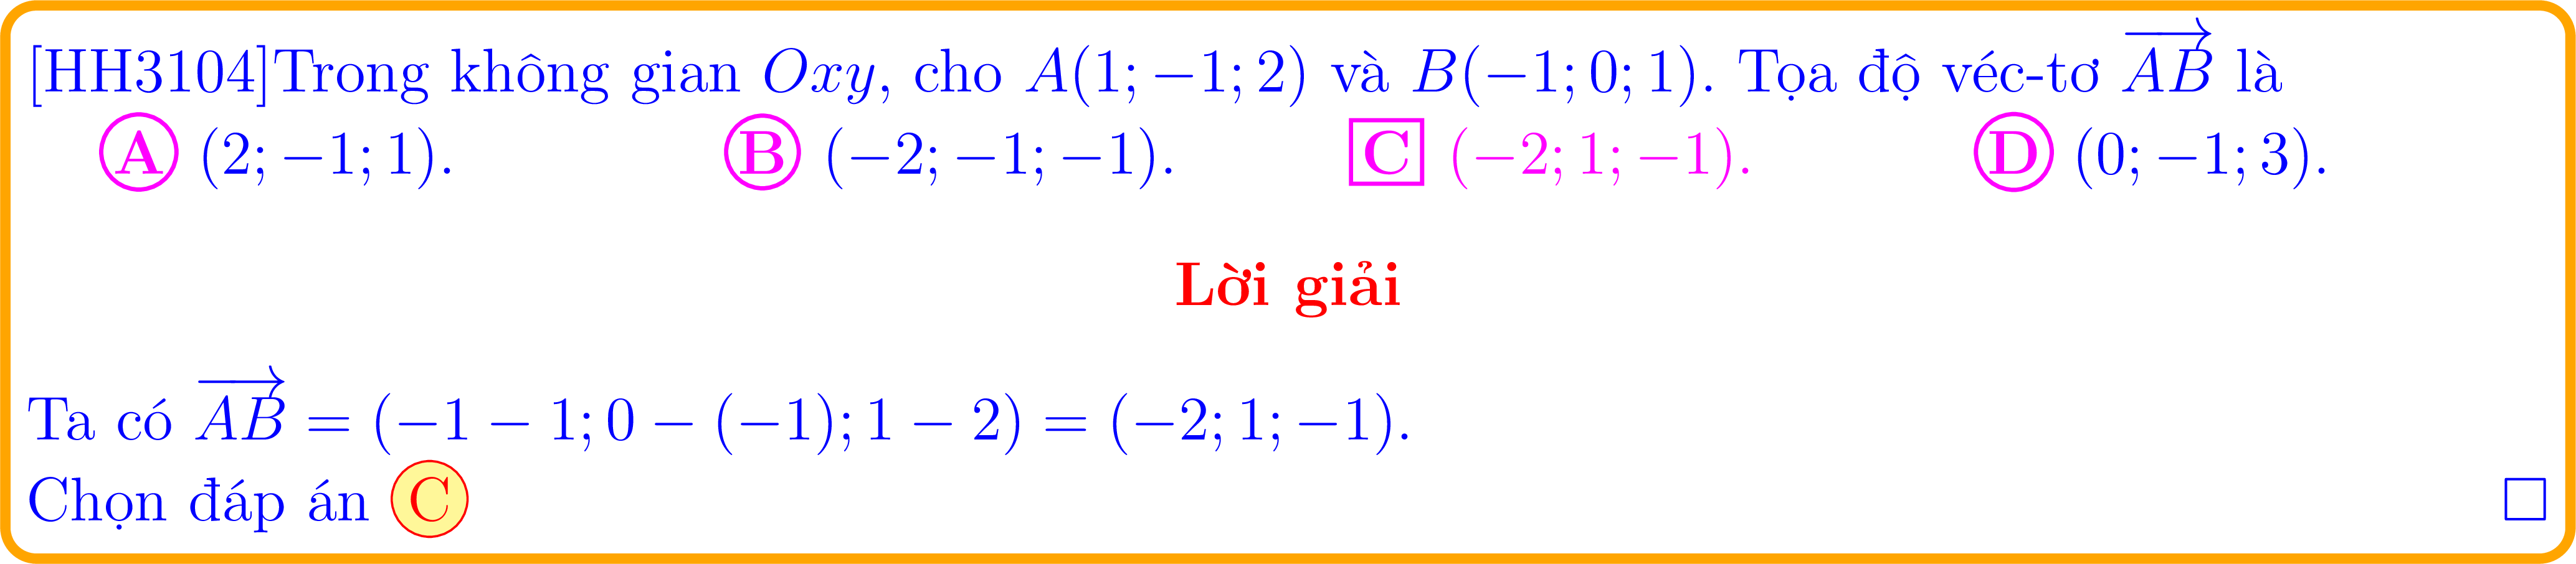 [HH3104]Trong không gian Oxy, cho A(1; −1; 2) và B(−1; 0; 1). Tọa độ véc-tơ $\overrightarrow{AB}$ là
A (2; −1; 1). B (−2; −1; −1). C (−2; 1; −1). D (0; −1; 3).
Lời giải
Ta có $\overrightarrow{AB}$ = (−1 − 1; 0 − (−1); 1 − 2) = (−2; 1; −1).
Chọn đáp án C □